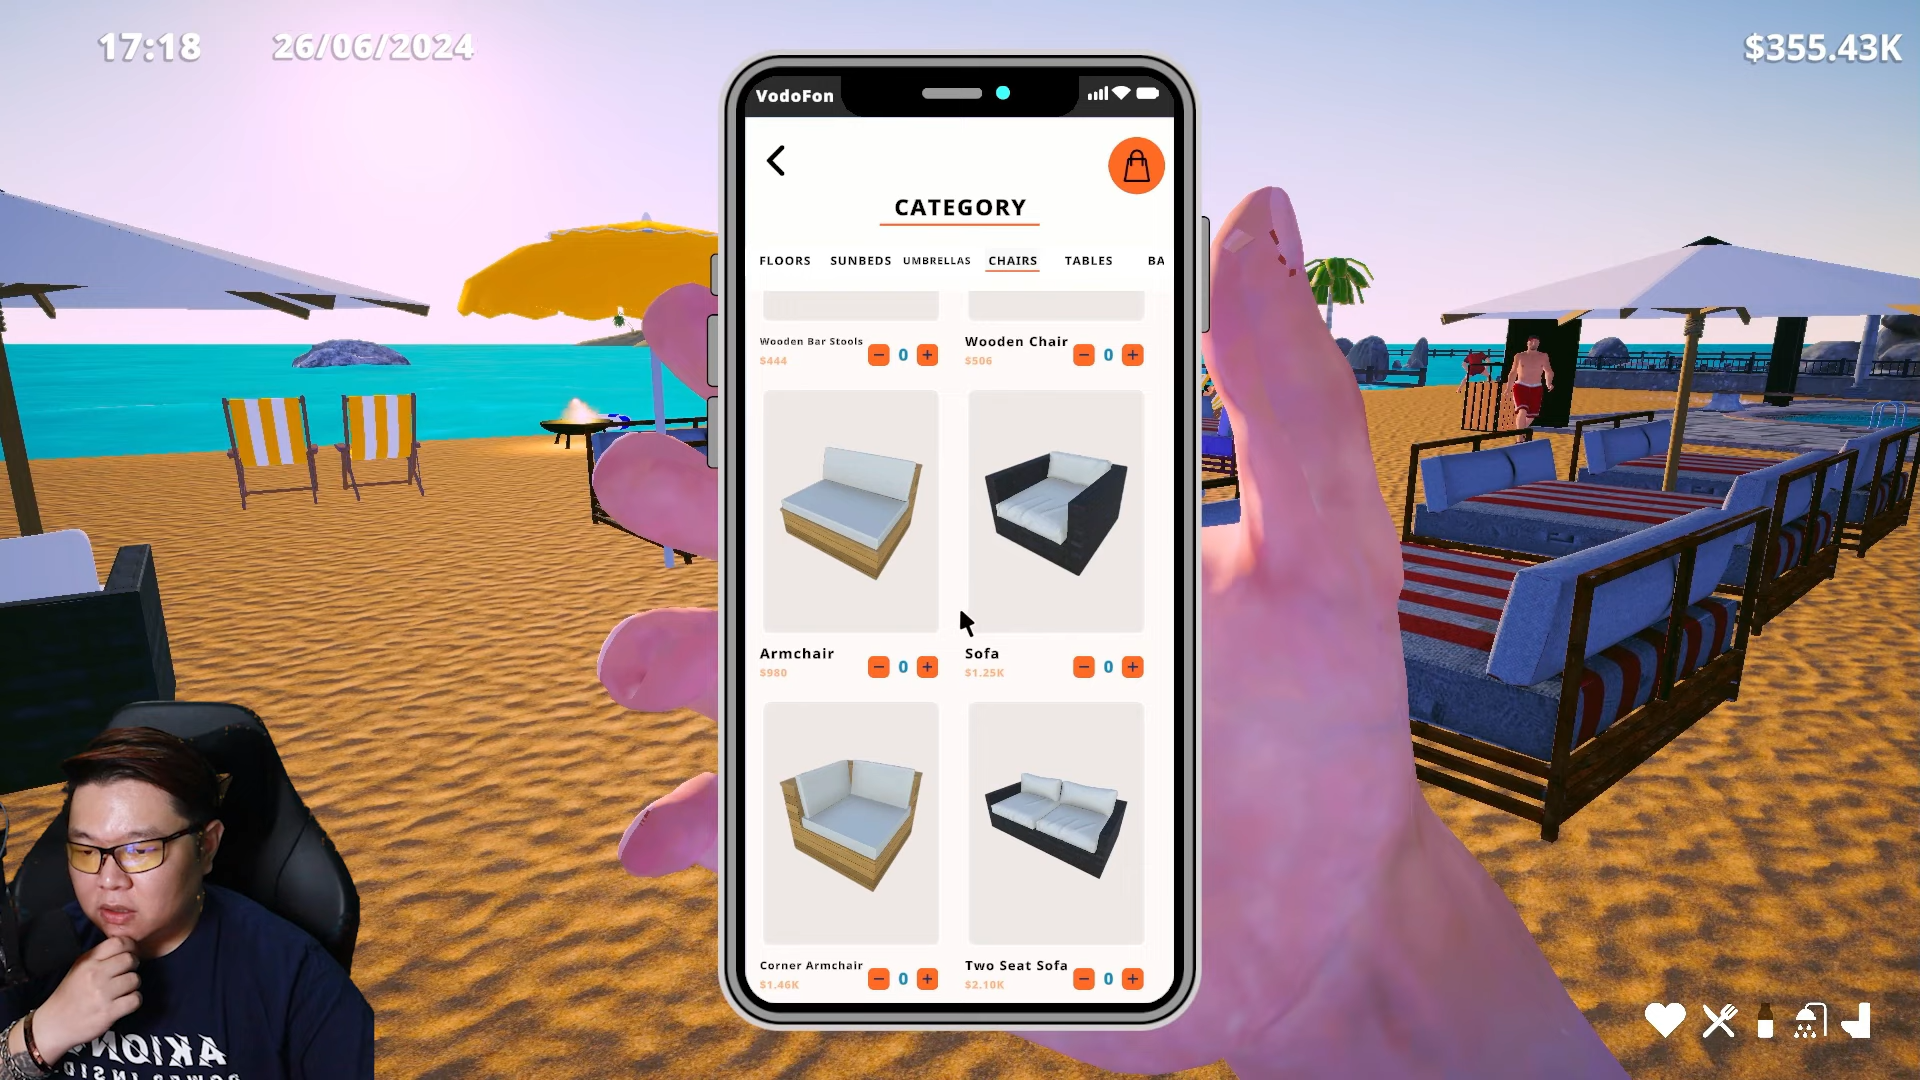 17:18 26/06/2024 $355.43K
VodoFon
CATEGORY
FLOORS SUNBEDS UMBRELLAS CHAIRS TABLES BA
Wooden Bar Stools Wooden Chair
$444 0 $506 0
Armchair Sofa
$980 0 $1.25K 0
Corner Armchair Two Seat Sofa
$1.46K 0 $2.10K 0